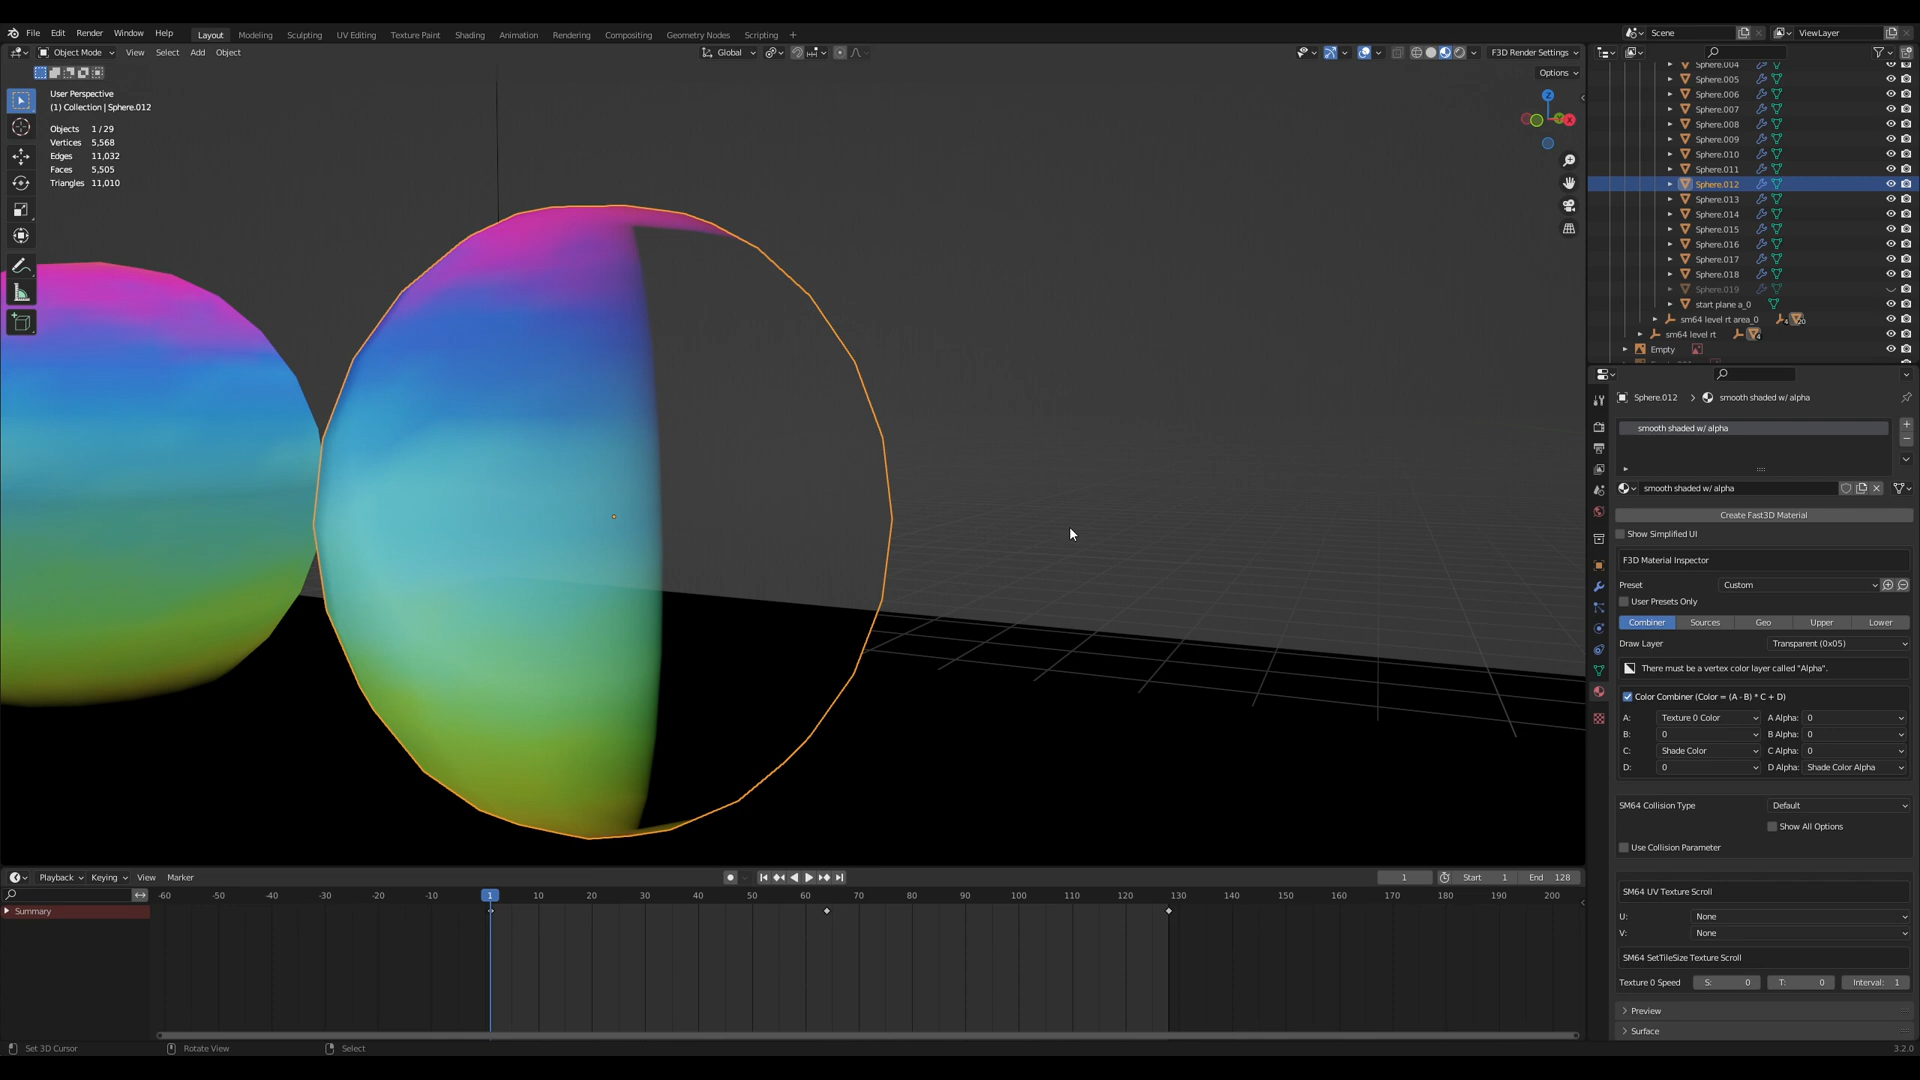 File Edit Render Window Help Layout Modeling Sculpting UV Editing Texture Paint Shading Animation Rendering Compositing Geometry Nodes Scripting + Scene ViewLayer
Object Mode View Select Add Object Global F3D Render Settings
Options
User Perspective
(1) Collection | Sphere.012
Objects 1 / 29
Vertices 5,568
Edges 11,032
Faces 5,505
Triangles 11,010
Z
X
Sphere.004
Sphere.005
Sphere.006
Sphere.007
Sphere.008
Sphere.009
Sphere.010
Sphere.011
Sphere.012
Sphere.013
Sphere.014
Sphere.015
Sphere.016
Sphere.017
Sphere.018
Sphere.019
start plane a_0
sm64 level rt area_0 4 20
sm64 level rt 4
Empty
Sphere.012 > smooth shaded w/ alpha
smooth shaded w/ alpha
smooth shaded w/ alpha
Create Fast3D Material
Show Simplified UI
F3D Material Inspector
Preset Custom
User Presets Only
Combiner Sources Geo Upper Lower
Draw Layer Transparent (0x05)
There must be a vertex color layer called "Alpha".
Color Combiner (Color = (A - B) * C + D)
A: Texture 0 Color A Alpha: 0
B: 0 B Alpha: 0
C: Shade Color C Alpha: 0
D: 0 D Alpha: Shade Color Alpha
SM64 Collision Type Default
Show All Options
Use Collision Parameter
SM64 UV Texture Scroll
U: None
V: None
SM64 SetTileSize Texture Scroll
Texture 0 Speed S: 0 T: 0 Interval: 1
Preview
Surface
Playback Keying View Marker 1 Start 1 End 128
-60 -50 -40 -30 -20 -10 1 10 20 30 40 50 60 70 80 90 100 110 120 130 140 150 160 170 180 190 200
Summary
Set 3D Cursor Rotate View Select 3.2.0